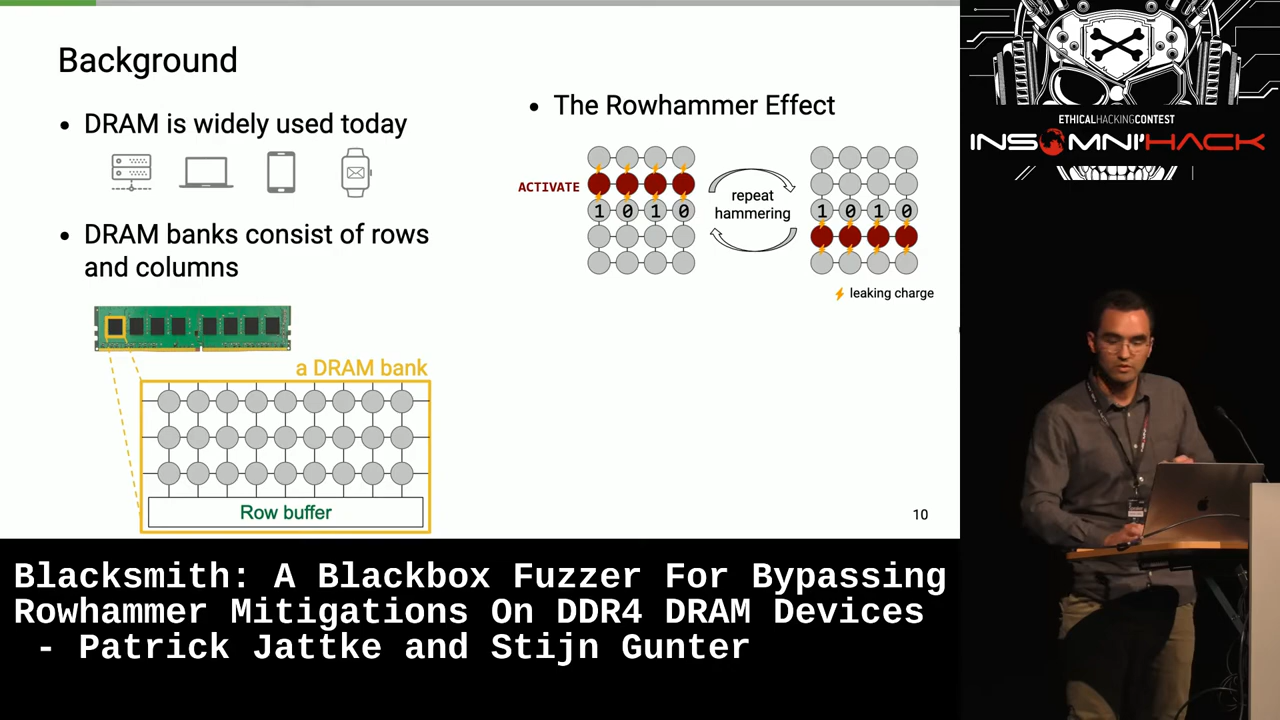 Background
• DRAM is widely used today
• DRAM banks consist of rows
and columns
a DRAM bank
Row buffer
• The Rowhammer Effect
ACTIVATE
1 0 1 0
repeat
hammering
1 0 1 0
leaking charge
10
ETHICALHACKINGCONTEST
INSOMNI'HACK
Blacksmith: A Blackbox Fuzzer For Bypassing
Rowhammer Mitigations On DDR4 DRAM Devices
- Patrick Jattke and Stijn Gunter